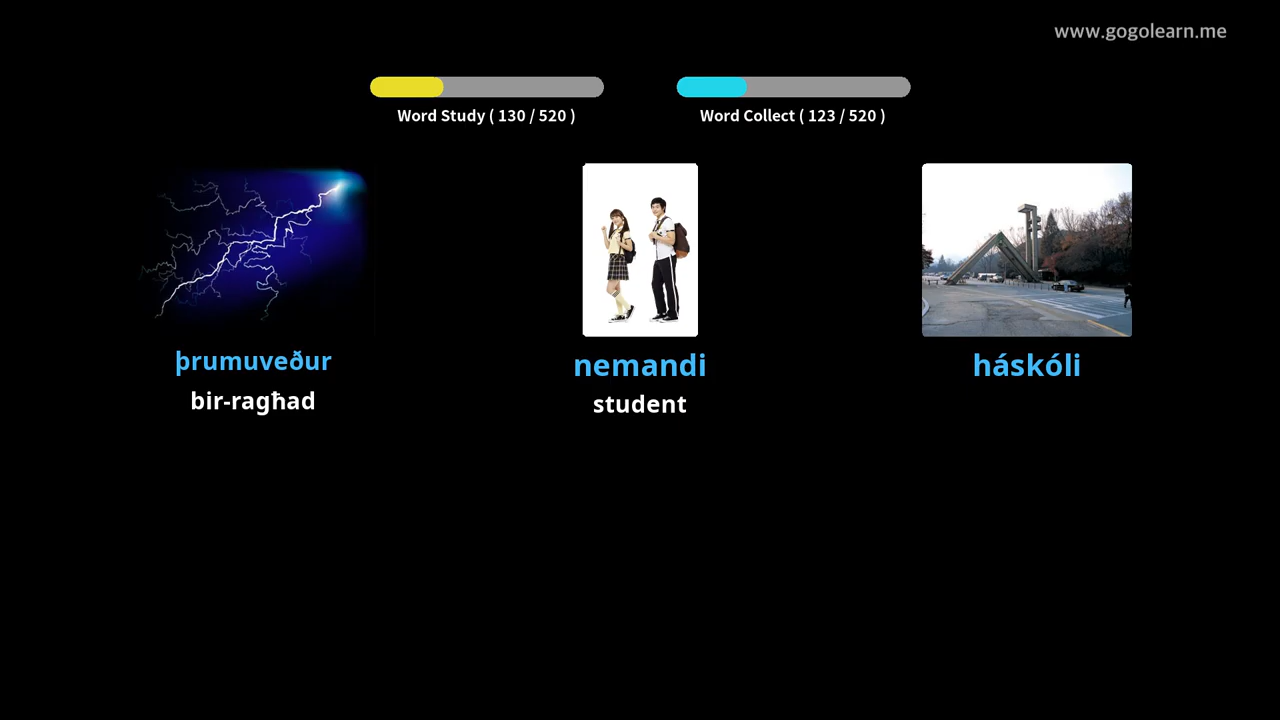 www.gogolearn.me
Word Study ( 130 / 520 )
Word Collect ( 123 / 520 )
þrumuveður
bir-ragħad
nemandi
student
háskóli